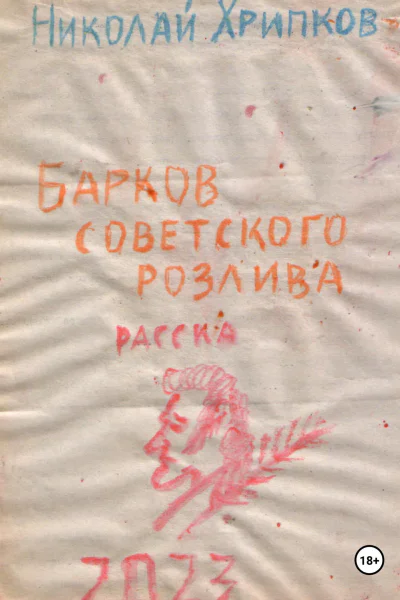 НИКОЛАЙ ХРИПКОВ
БАРКОВ
СОВЕТСКОГО
РОЗЛИВА
РАССКА
2023
18+